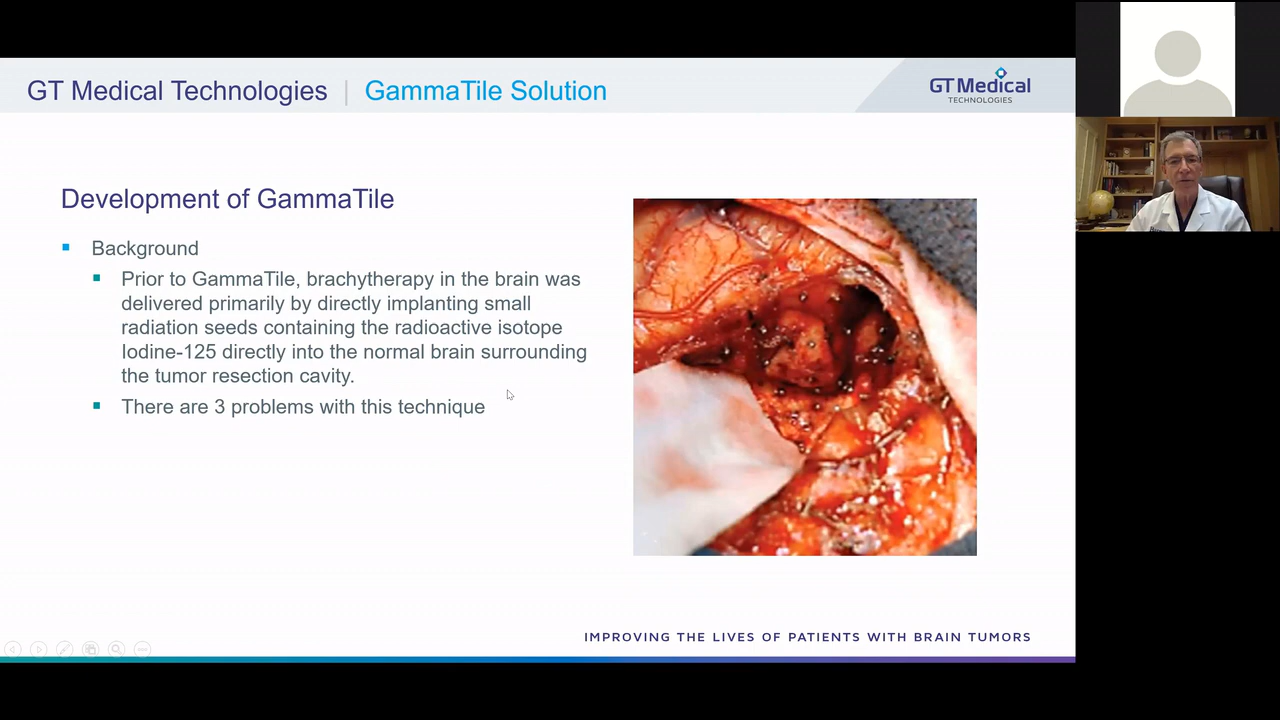 GT Medical Technologies | GammaTile Solution
GT Medical
TECHNOLOGIES
Development of GammaTile
Background
Prior to GammaTile, brachytherapy in the brain was
delivered primarily by directly implanting small
radiation seeds containing the radioactive isotope
Iodine-125 directly into the normal brain surrounding
the tumor resection cavity.
There are 3 problems with this technique
IMPROVING THE LIVES OF PATIENTS WITH BRAIN TUMORS